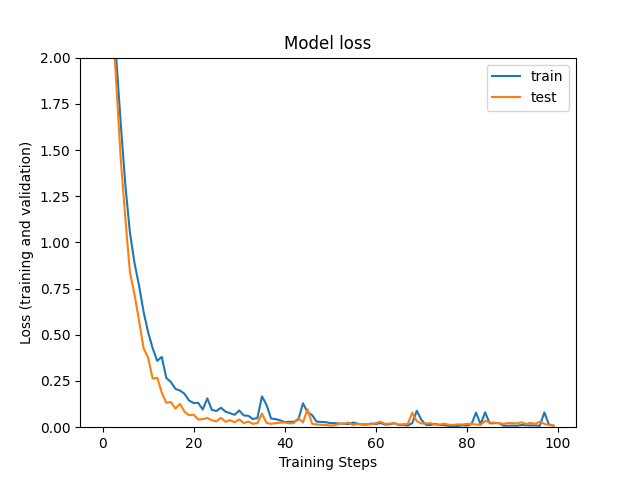 Model loss
train
test
Loss (training and validation)
2.00
1.75
1.50
1.25
1.00
0.75
0.50
0.25
0.00
0 20 40 60 80 100
Training Steps